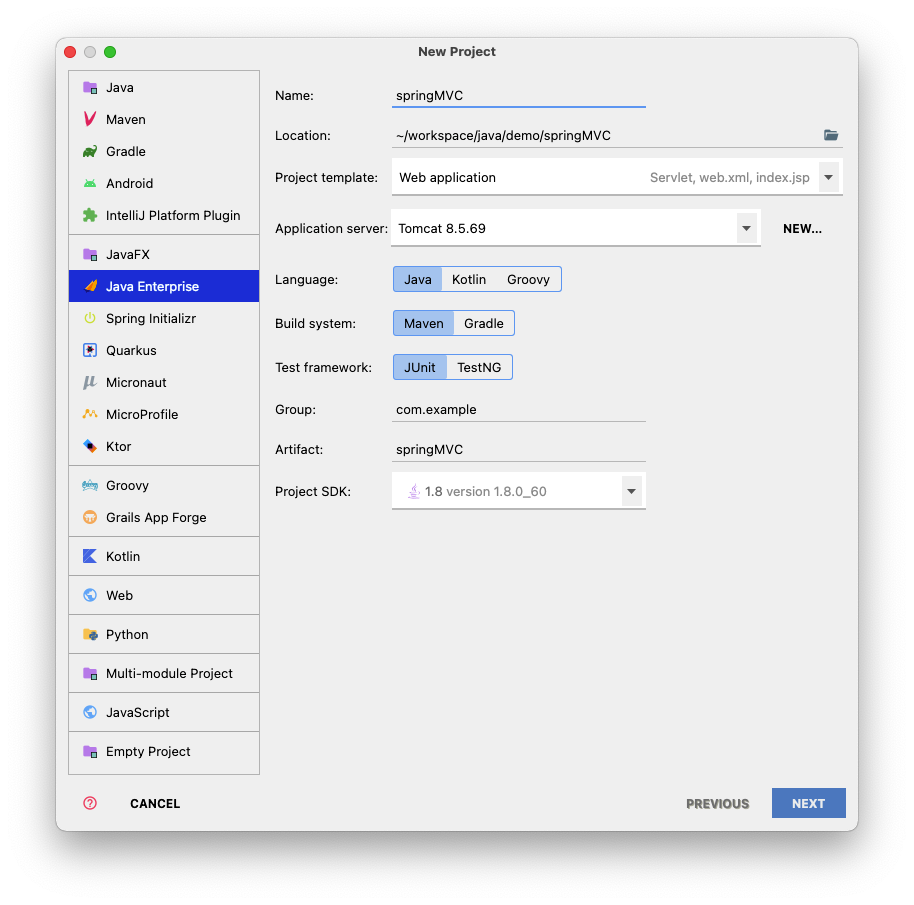 New Project
Java
Maven
Gradle
Android
IntelliJ Platform Plugin
JavaFX
Java Enterprise
Spring Initializr
Quarkus
Micronaut
MicroProfile
Ktor
Groovy
Grails App Forge
Kotlin
Web
Python
Multi-module Project
JavaScript
Empty Project
Name: springMVC
Location: ~/workspace/java/demo/springMVC
Project template: Web application Servlet, web.xml, index.jsp
Application server: Tomcat 8.5.69 NEW...
Language: Java Kotlin Groovy
Build system: Maven Gradle
Test framework: JUnit TestNG
Group: com.example
Artifact: springMVC
Project SDK: 1.8 version 1.8.0_60
? CANCEL PREVIOUS NEXT